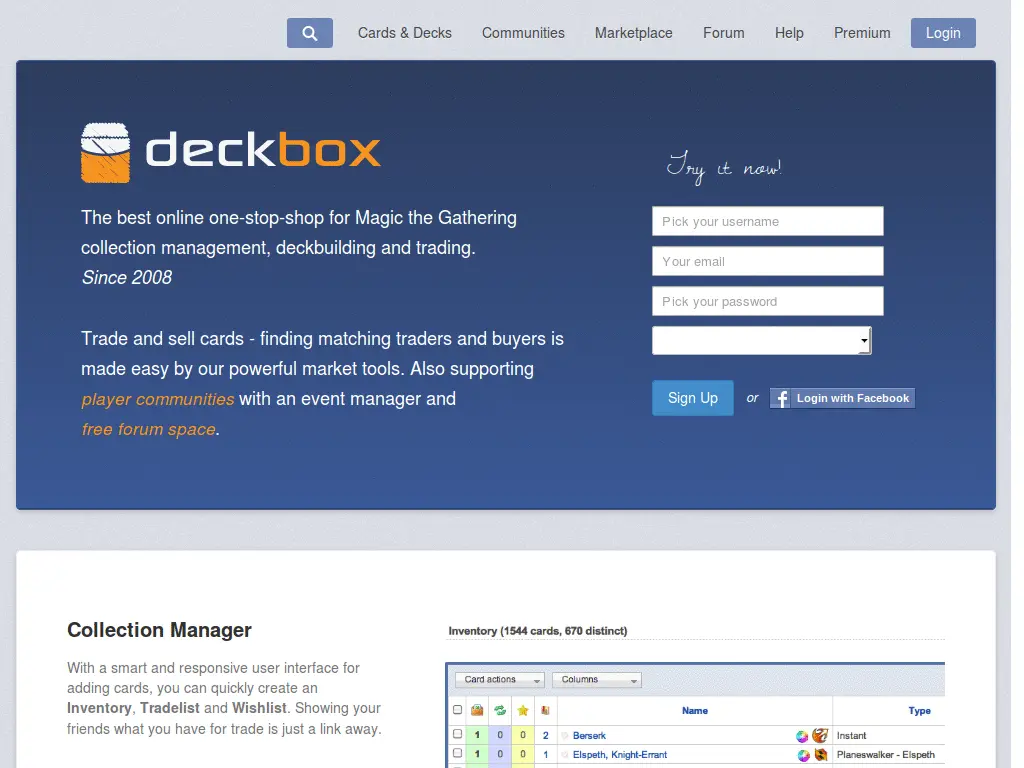 Cards & Decks Communities Marketplace Forum Help Premium Login
deckbox
The best online one-stop-shop for Magic the Gathering
collection management, deckbuilding and trading.
Since 2008
Trade and sell cards - finding matching traders and buyers is
made easy by our powerful market tools. Also supporting
player communities with an event manager and
free forum space.
Try it now!
Pick your username
Your email
Pick your password
Sign Up or f Login with Facebook
Collection Manager
With a smart and responsive user interface for
adding cards, you can quickly create an
Inventory, Tradelist and Wishlist. Showing your
friends what you have for trade is just a link away.
Inventory (1544 cards, 670 distinct)
Card actions Columns
Name Type
1 0 0 2 Berserk Instant
1 0 0 1 Elspeth, Knight-Errant Planeswalker - Elspeth